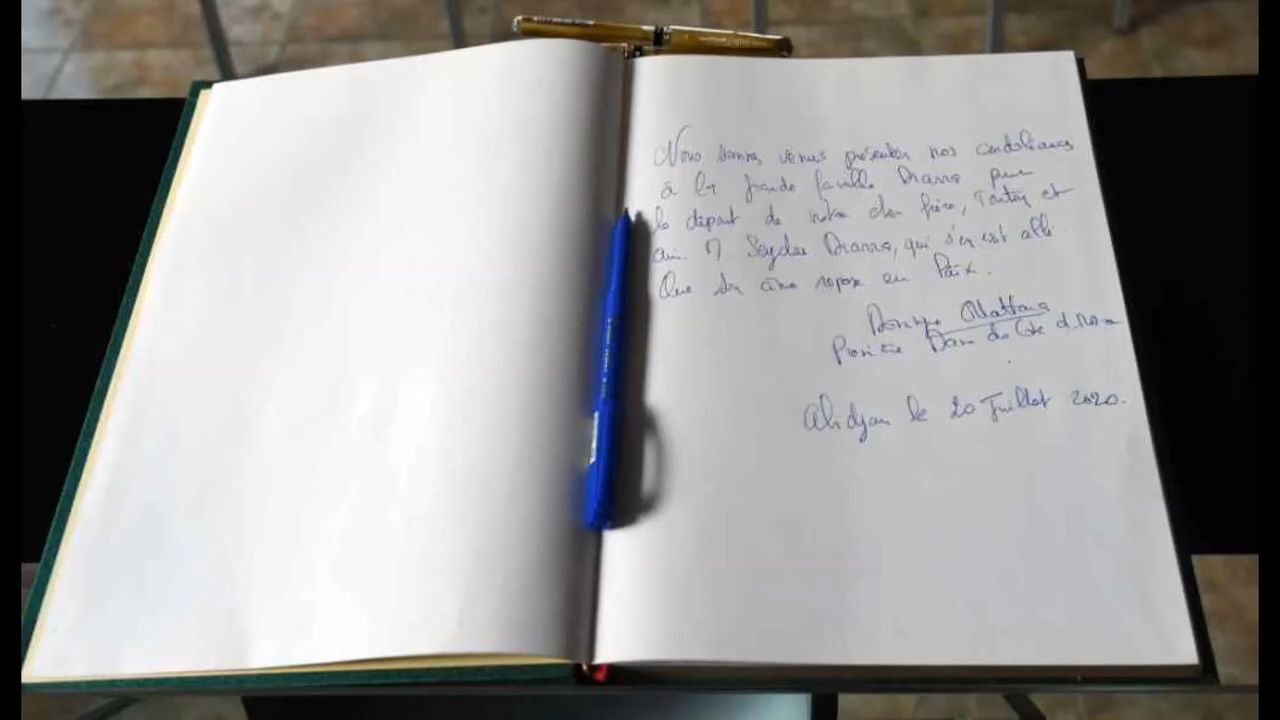 Nous sommes venus présenter nos condoléances
à la grande famille Diarra pour
le départ de notre cher frère, Tonton et
ami M. Seydou Diarra, qui s'en est allé.
Que son âme repose en Paix.
Dominique Ouattara
Première Dame de Côte d'Ivoire
Abidjan le 20 Juillet 2020.